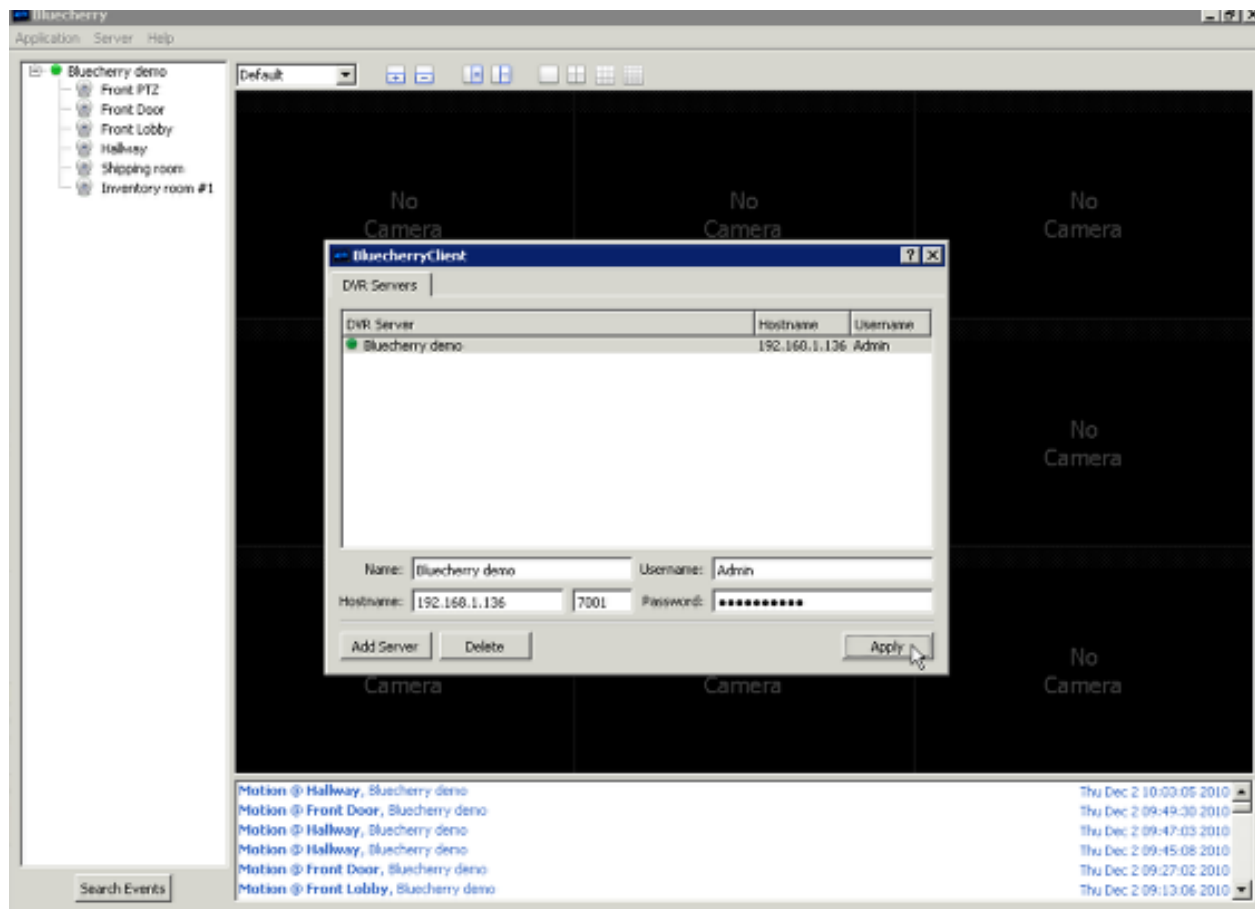 Bluecherry
Application Server Help
Bluecherry demo
Front PTZ
Front Door
Front Lobby
Hallway
Shipping room
Inventory room #1
Search Events
Default
No
Camera
No
Camera
No
Camera
No
Camera
Camera
Camera
No
Camera
BluecherryClient
DVR Servers
DVR Server Hostname Username
Bluecherry demo 192.168.1.136 Admin
Name: Bluecherry demo Username: Admin
Hostname: 192.168.1.136 7001 Password: ●●●●●●●●●●
Add Server Delete Apply
Motion @ Hallway, Bluecherry demo Thu Dec 2 10:03:05 2010
Motion @ Front Door, Bluecherry demo Thu Dec 2 09:49:30 2010
Motion @ Hallway, Bluecherry demo Thu Dec 2 09:47:03 2010
Motion @ Hallway, Bluecherry demo Thu Dec 2 09:45:08 2010
Motion @ Front Door, Bluecherry demo Thu Dec 2 09:27:02 2010
Motion @ Front Lobby, Bluecherry demo Thu Dec 2 09:13:06 2010